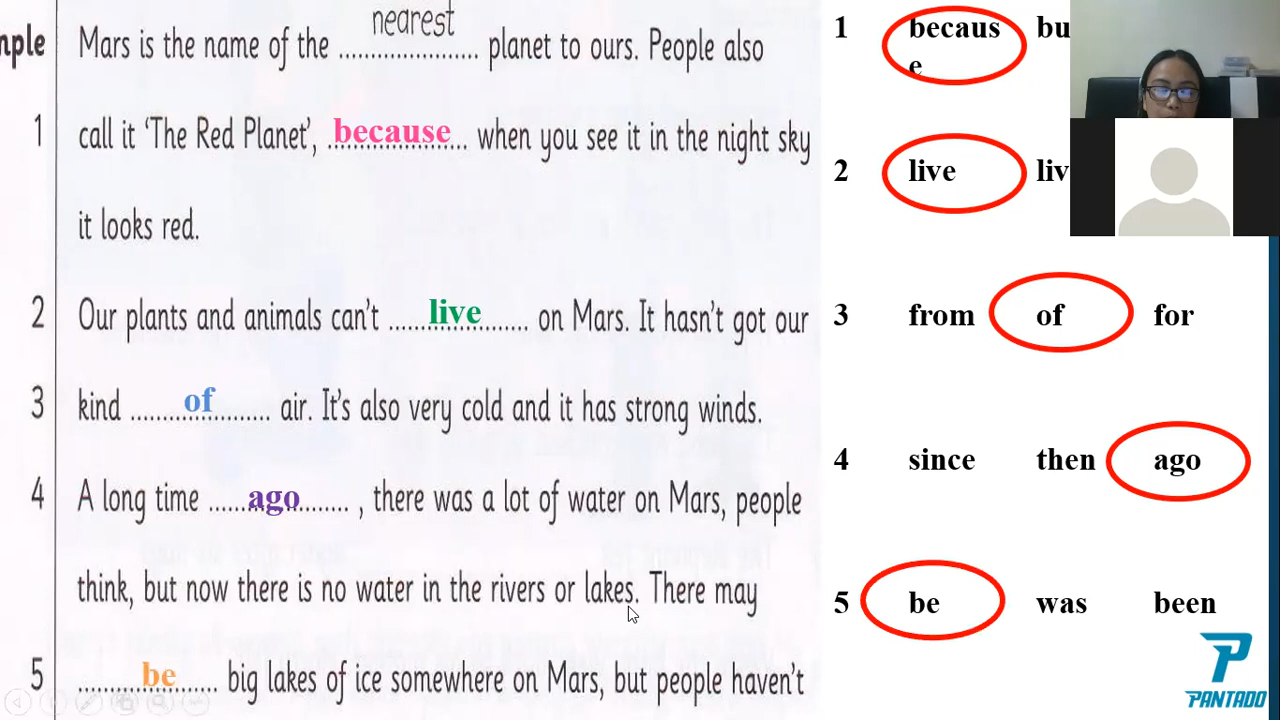 nearest
mple Mars is the name of the ...................... planet to ours. People also
1 call it 'The Red Planet', because when you see it in the night sky
it looks red.
2 Our plants and animals can't live on Mars. It hasn't got our
3 kind of air. It's also very cold and it has strong winds.
4 A long time ago , there was a lot of water on Mars, people
think, but now there is no water in the rivers or lakes. There may
5 be big lakes of ice somewhere on Mars, but people haven't
1 becaus bu
e
2 live liv
3 from of for
4 since then ago
5 be was been
PANTADO